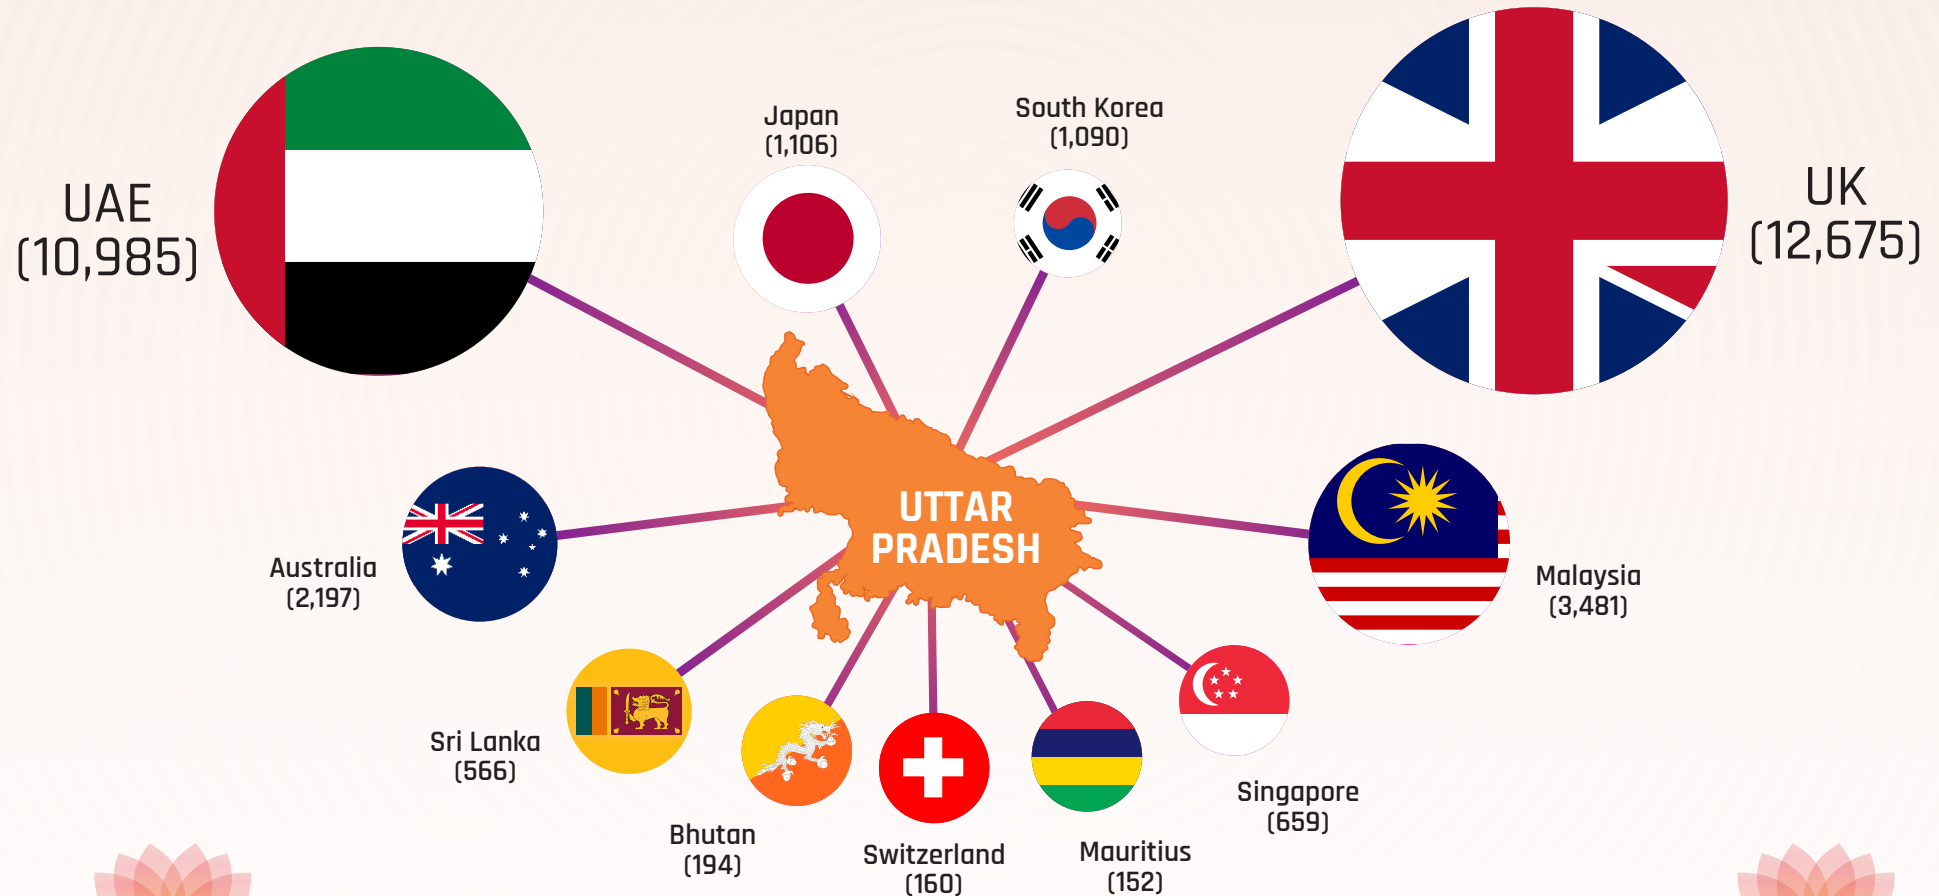 Japan
(1,106)
South Korea
(1,090)
UAE
(10,985)
UK
(12,675)
UTTAR
PRADESH
Australia
(2,197)
Malaysia
(3,481)
Sri Lanka
(566)
Bhutan
(194)
Switzerland
(160)
Mauritius
(152)
Singapore
(659)